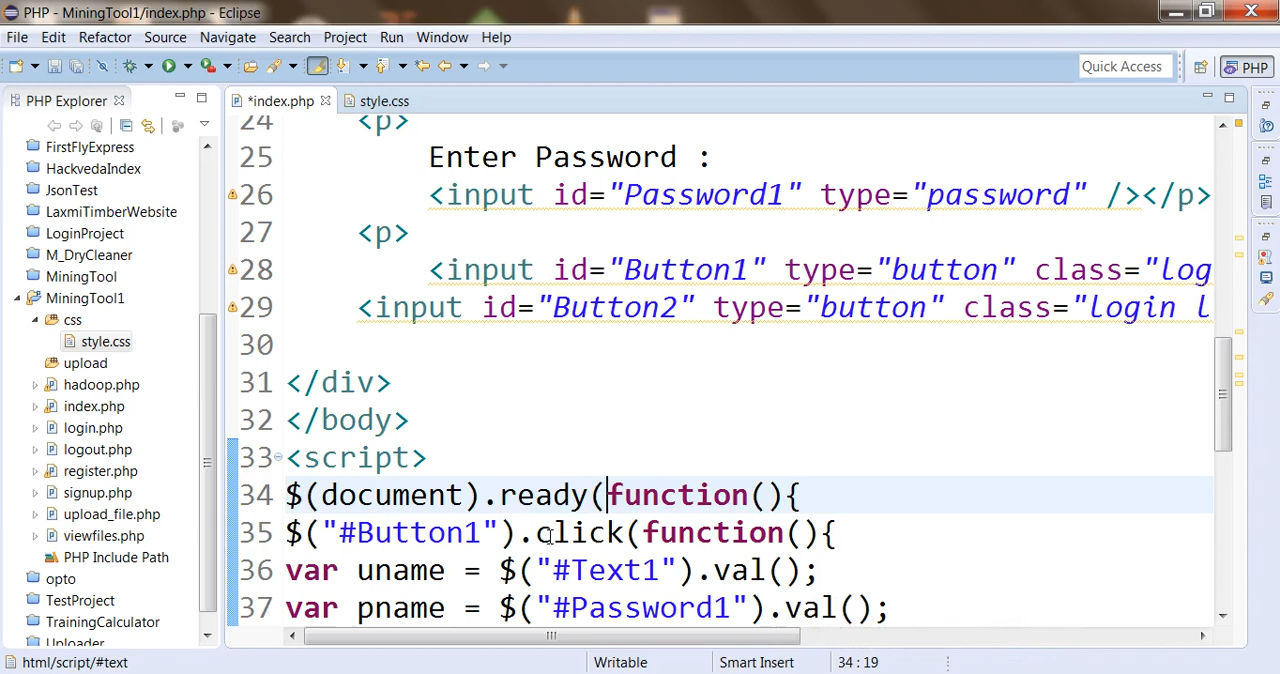 PHP - MiningTool1/index.php - Eclipse
File Edit Refactor Source Navigate Search Project Run Window Help
Quick Access
PHP
PHP Explorer
*index.php
style.css
FirstFlyExpress
HackvedaIndex
JsonTest
LaxmiTimberWebsite
LoginProject
M_DryCleaner
MiningTool
MiningTool1
css
style.css
upload
hadoop.php
index.php
login.php
logout.php
register.php
signup.php
upload_file.php
viewfiles.php
PHP Include Path
opto
TestProject
TrainingCalculator
Uploader
24 <p>
25 Enter Password :
26 <input id="Password1" type="password" /></p>
27 <p>
28 <input id="Button1" type="button" class="log
29 <input id="Button2" type="button" class="login l
30
31 </div>
32 </body>
33 <script>
34 $(document).ready(function(){
35 $("#Button1").click(function(){
36 var uname = $("#Text1").val();
37 var pname = $("#Password1").val();
html/script/#text
Writable
Smart Insert
34 : 19